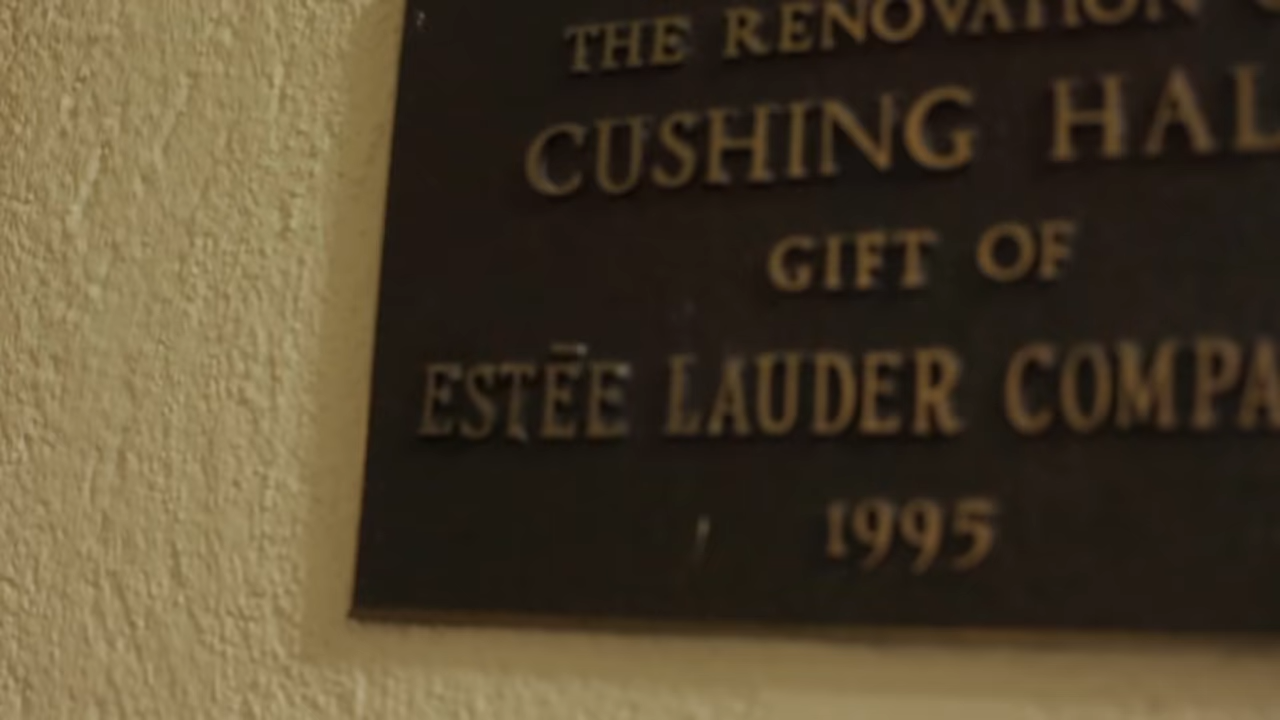 THE RENOVATION
CUSHING HAL
GIFT OF
ESTĒE LAUDER COMPA
1995